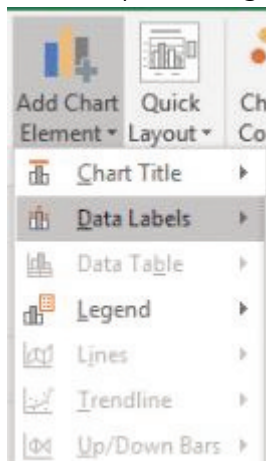 Add Chart Quick Ch
Element Layout Co
Chart Title
Data Labels
Data Table
Legend
Lines
Trendline
Up/Down Bars